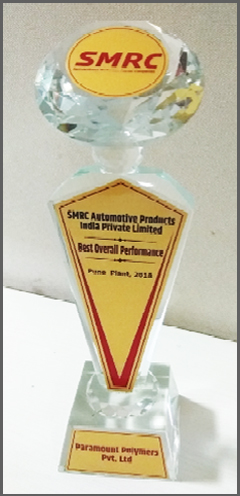 SMRC
SMRC Automotive Products
India Private Limited
Best Overall Performance
Pune Plant, 2018
Paramount Polymers
Pvt. Ltd